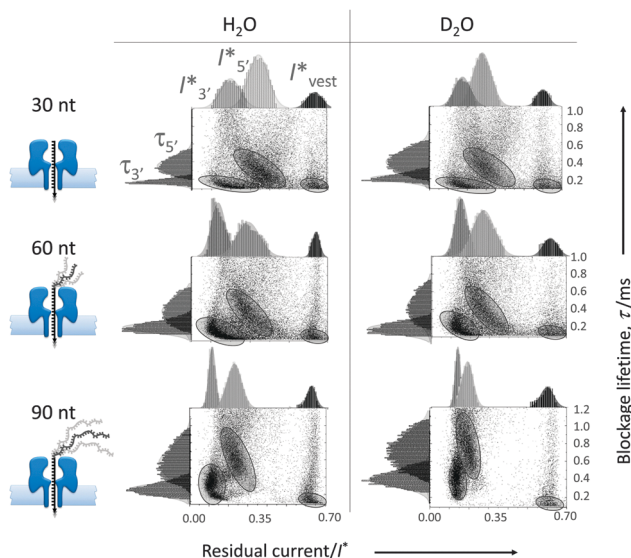 H₂O
D₂O
30 nt
I*₃′
I*₅′
I*vest
τ₃′
τ₅′
1.0
0.8
0.6
0.4
0.2
60 nt
1.0
0.8
0.6
0.4
0.2
90 nt
1.2
1.0
0.8
0.6
0.4
0.2
0.00
0.35
0.70
0.00
0.35
0.70
Residual current/I*
Blockage lifetime, τ/ms